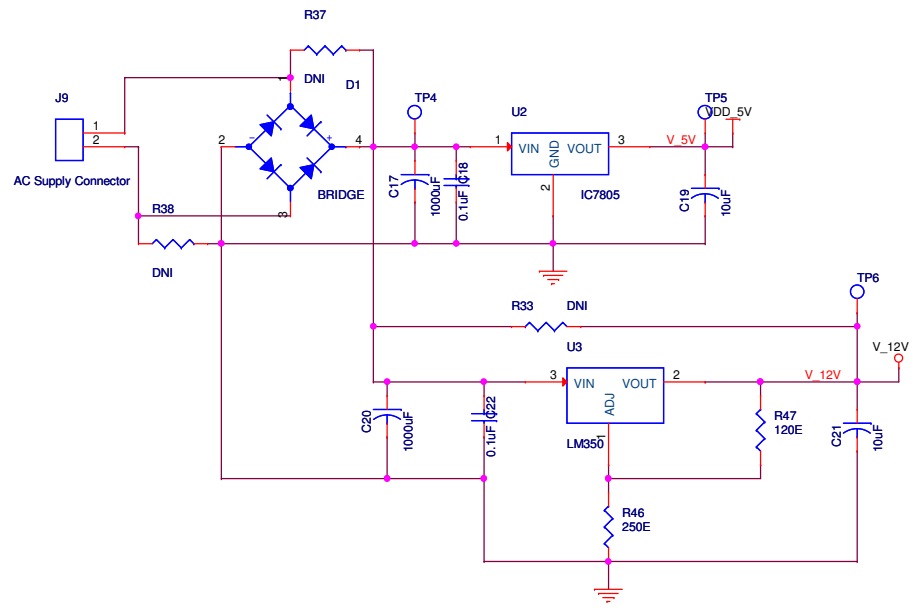 R37
DNI
D1
J9
1
2
AC Supply Connector
1
2
-
+
4
3
BRIDGE
R38
DNI
TP4
C17
1000uF
C18
0.1uF
U2
1
VIN
GND
VOUT
3
2
IC7805
V_5V
TP5
VDD_5V
C19
10uF
R33
DNI
TP6
U3
3
VIN
VOUT
2
ADJ
1
LM350
V_12V
V_12V
C20
1000uF
C22
0.1uF
R47
120E
C21
10uF
R46
250E